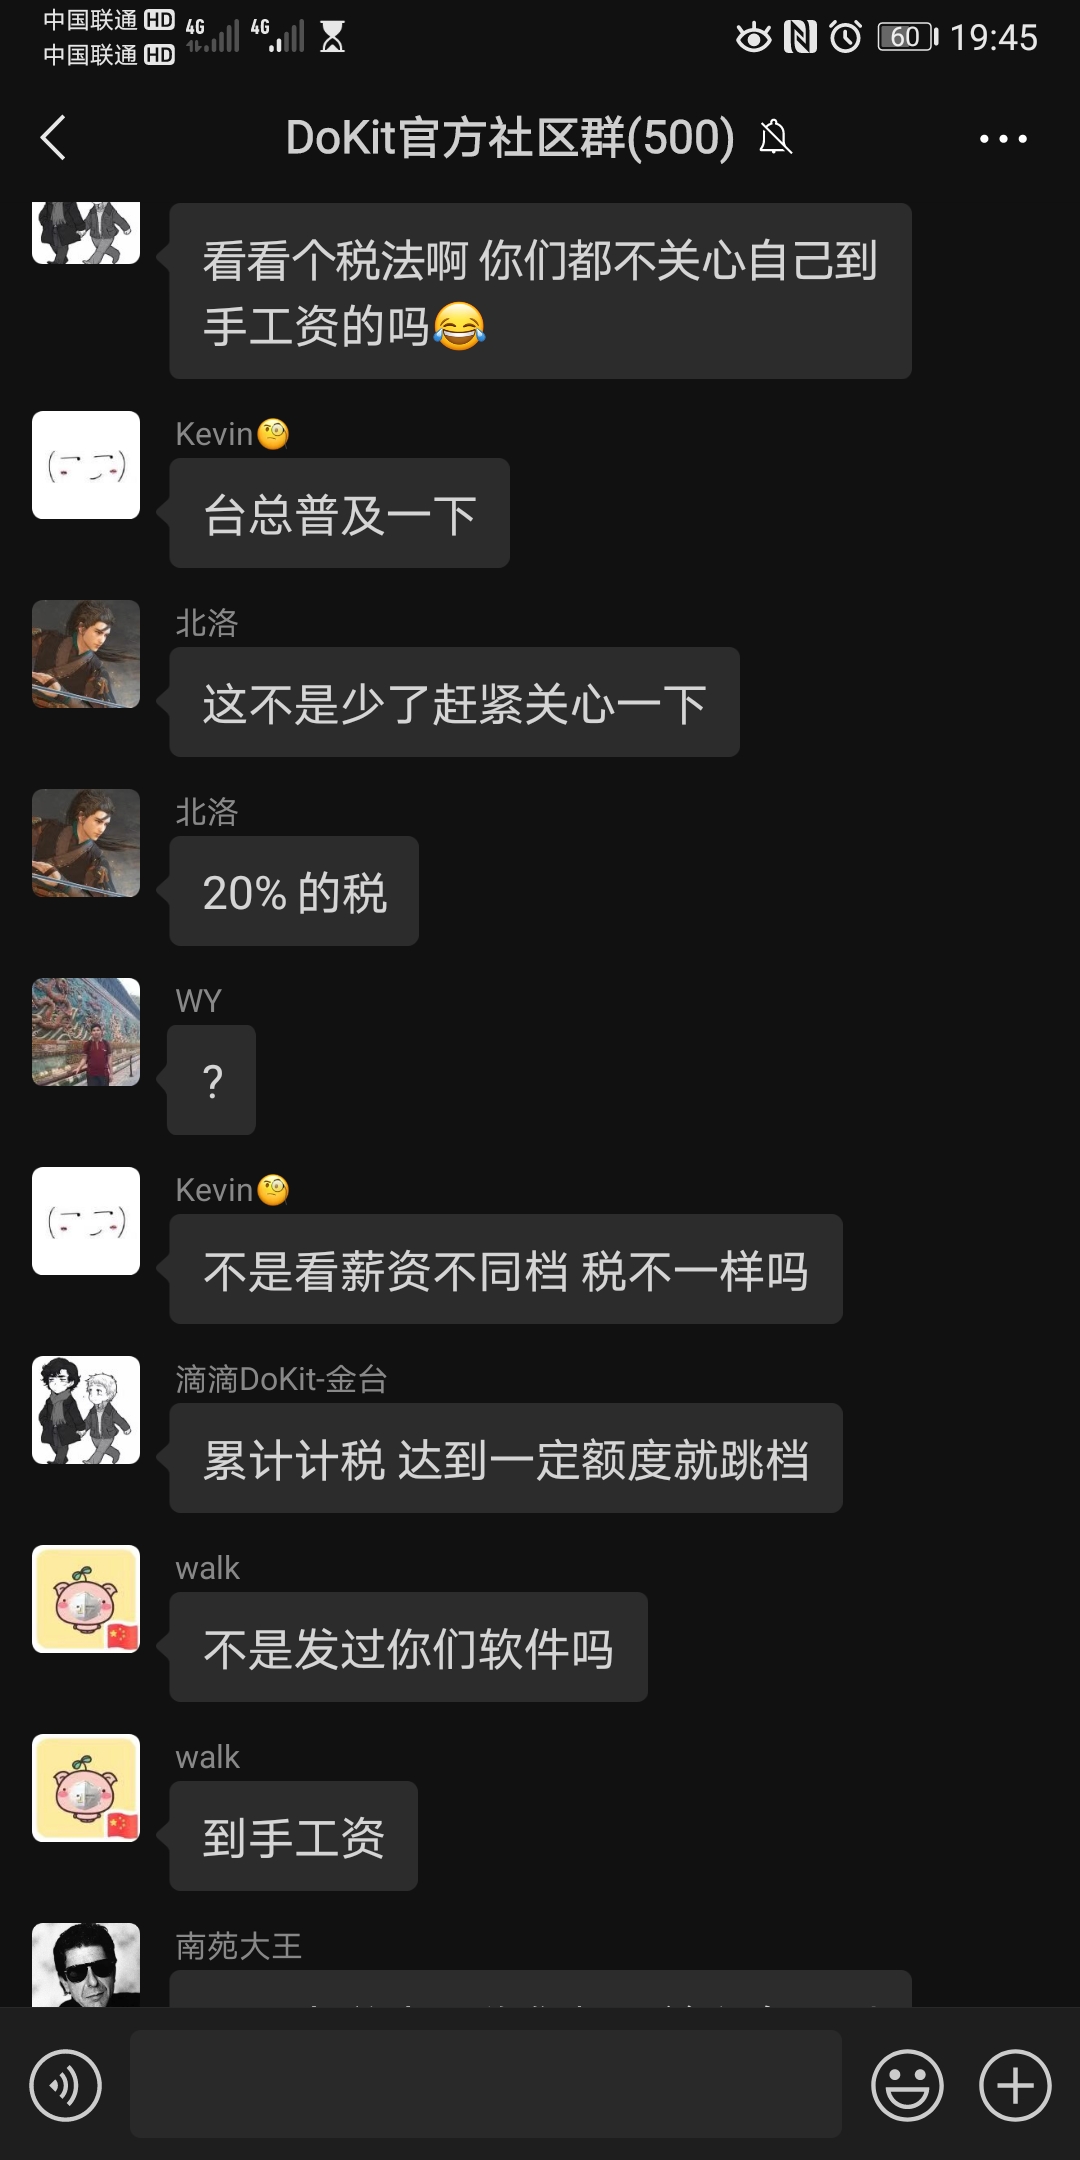 中国联通 HD
中国联通 HD
4G
4G
60
19:45
DoKit官方社区群(500)
看看个税法啊 你们都不关心自己到
手工资的吗😂
Kevin🧐
台总普及一下
北洛
这不是少了赶紧关心一下
北洛
20% 的税
WY
?
Kevin🧐
不是看薪资不同档 税不一样吗
滴滴DoKit-金台
累计计税 达到一定额度就跳档
walk
不是发过你们软件吗
walk
到手工资
南苑大王